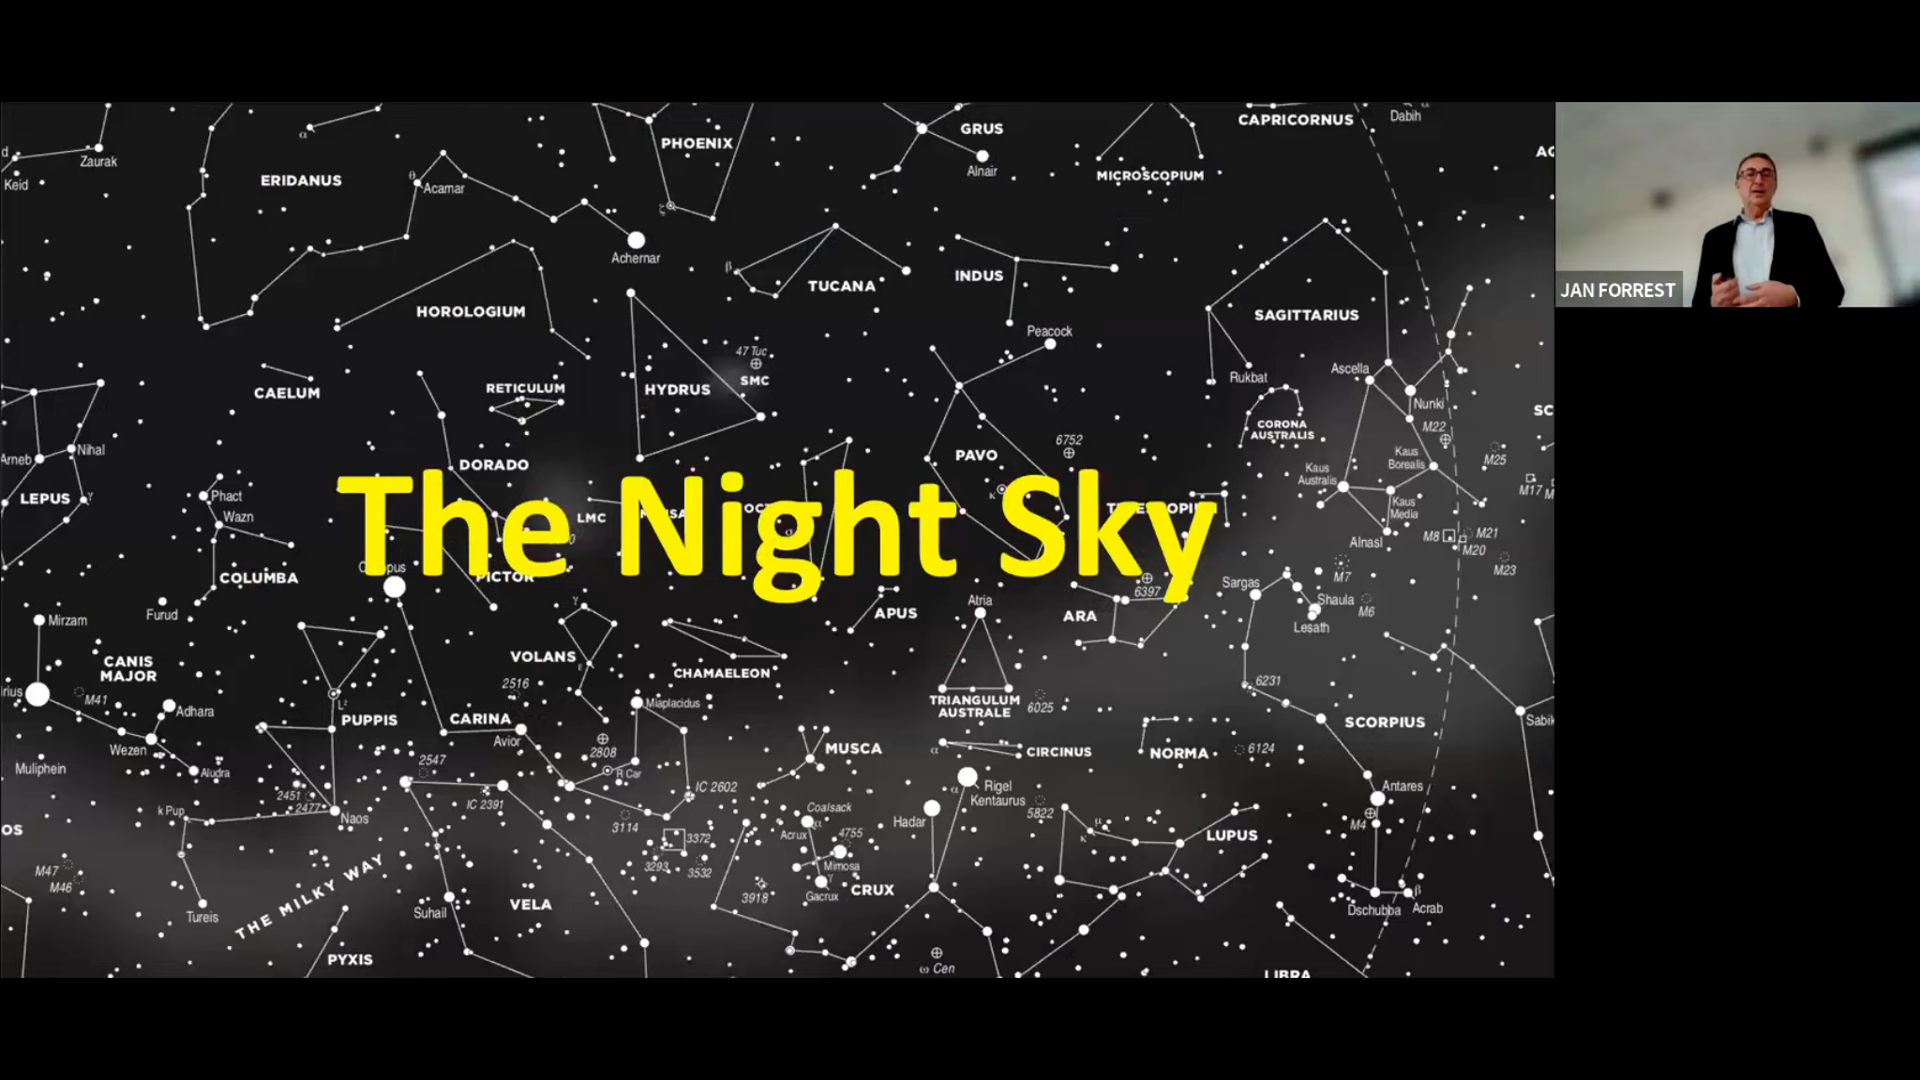 The Night Sky
JAN FORREST
CAPRICORNUS
Dabih
α
GRUS
PHOENIX
α
Zaurak
Alnair
MICROSCOPIUM
Keid
ERIDANUS
θ
Acamar
ζ
Achernar
β
TUCANA
INDUS
HOROLOGIUM
SAGITTARIUS
Peacock
47 Tuc
SMC
Ascella
Rukbat
CAELUM
RETICULUM
HYDRUS
Nunki
CORONA
AUSTRALIS
M22
6752
Nihal
Arneb
PAVO
Kaus
Borealis
M25
DORADO
Kaus
Australis
κ
M17
LEPUS
γ
Phact
Wazn
LMC
Kaus
Media
Alnasl
M8
M21
M20
M23
COLUMBA
PICTOR
M7
6397
Sargas
Furud
γ
Atria
APUS
ARA
Shaula
M6
Mirzam
Lesath
CANIS
MAJOR
VOLANS
ε
CHAMAELEON
M41
2516
6231
Adhara
L²
Miaplacidus
TRIANGULUM
AUSTRALE
6025
PUPPIS
CARINA
SCORPIUS
Sabik
Wezen
Avior
2808
MUSCA
α
CIRCINUS
NORMA
6124
Muliphein
Aludra
2547
R Car
Rigel
Kentaurus
α
Antares
2451
2477
IC 2391
IC 2602
k Pup
Naos
3114
Coalsack
Hadar
5822
M4
3372
Acrux
α
4755
μ
κ
LUPUS
M47
M46
3293
3532
Mimosa
γ
Gacrux
CRUX
3918
β
THE MILKY WAY
Tureis
Suhail
VELA
Dschubba
Acrab
PYXIS
ω Cen
LIBRA